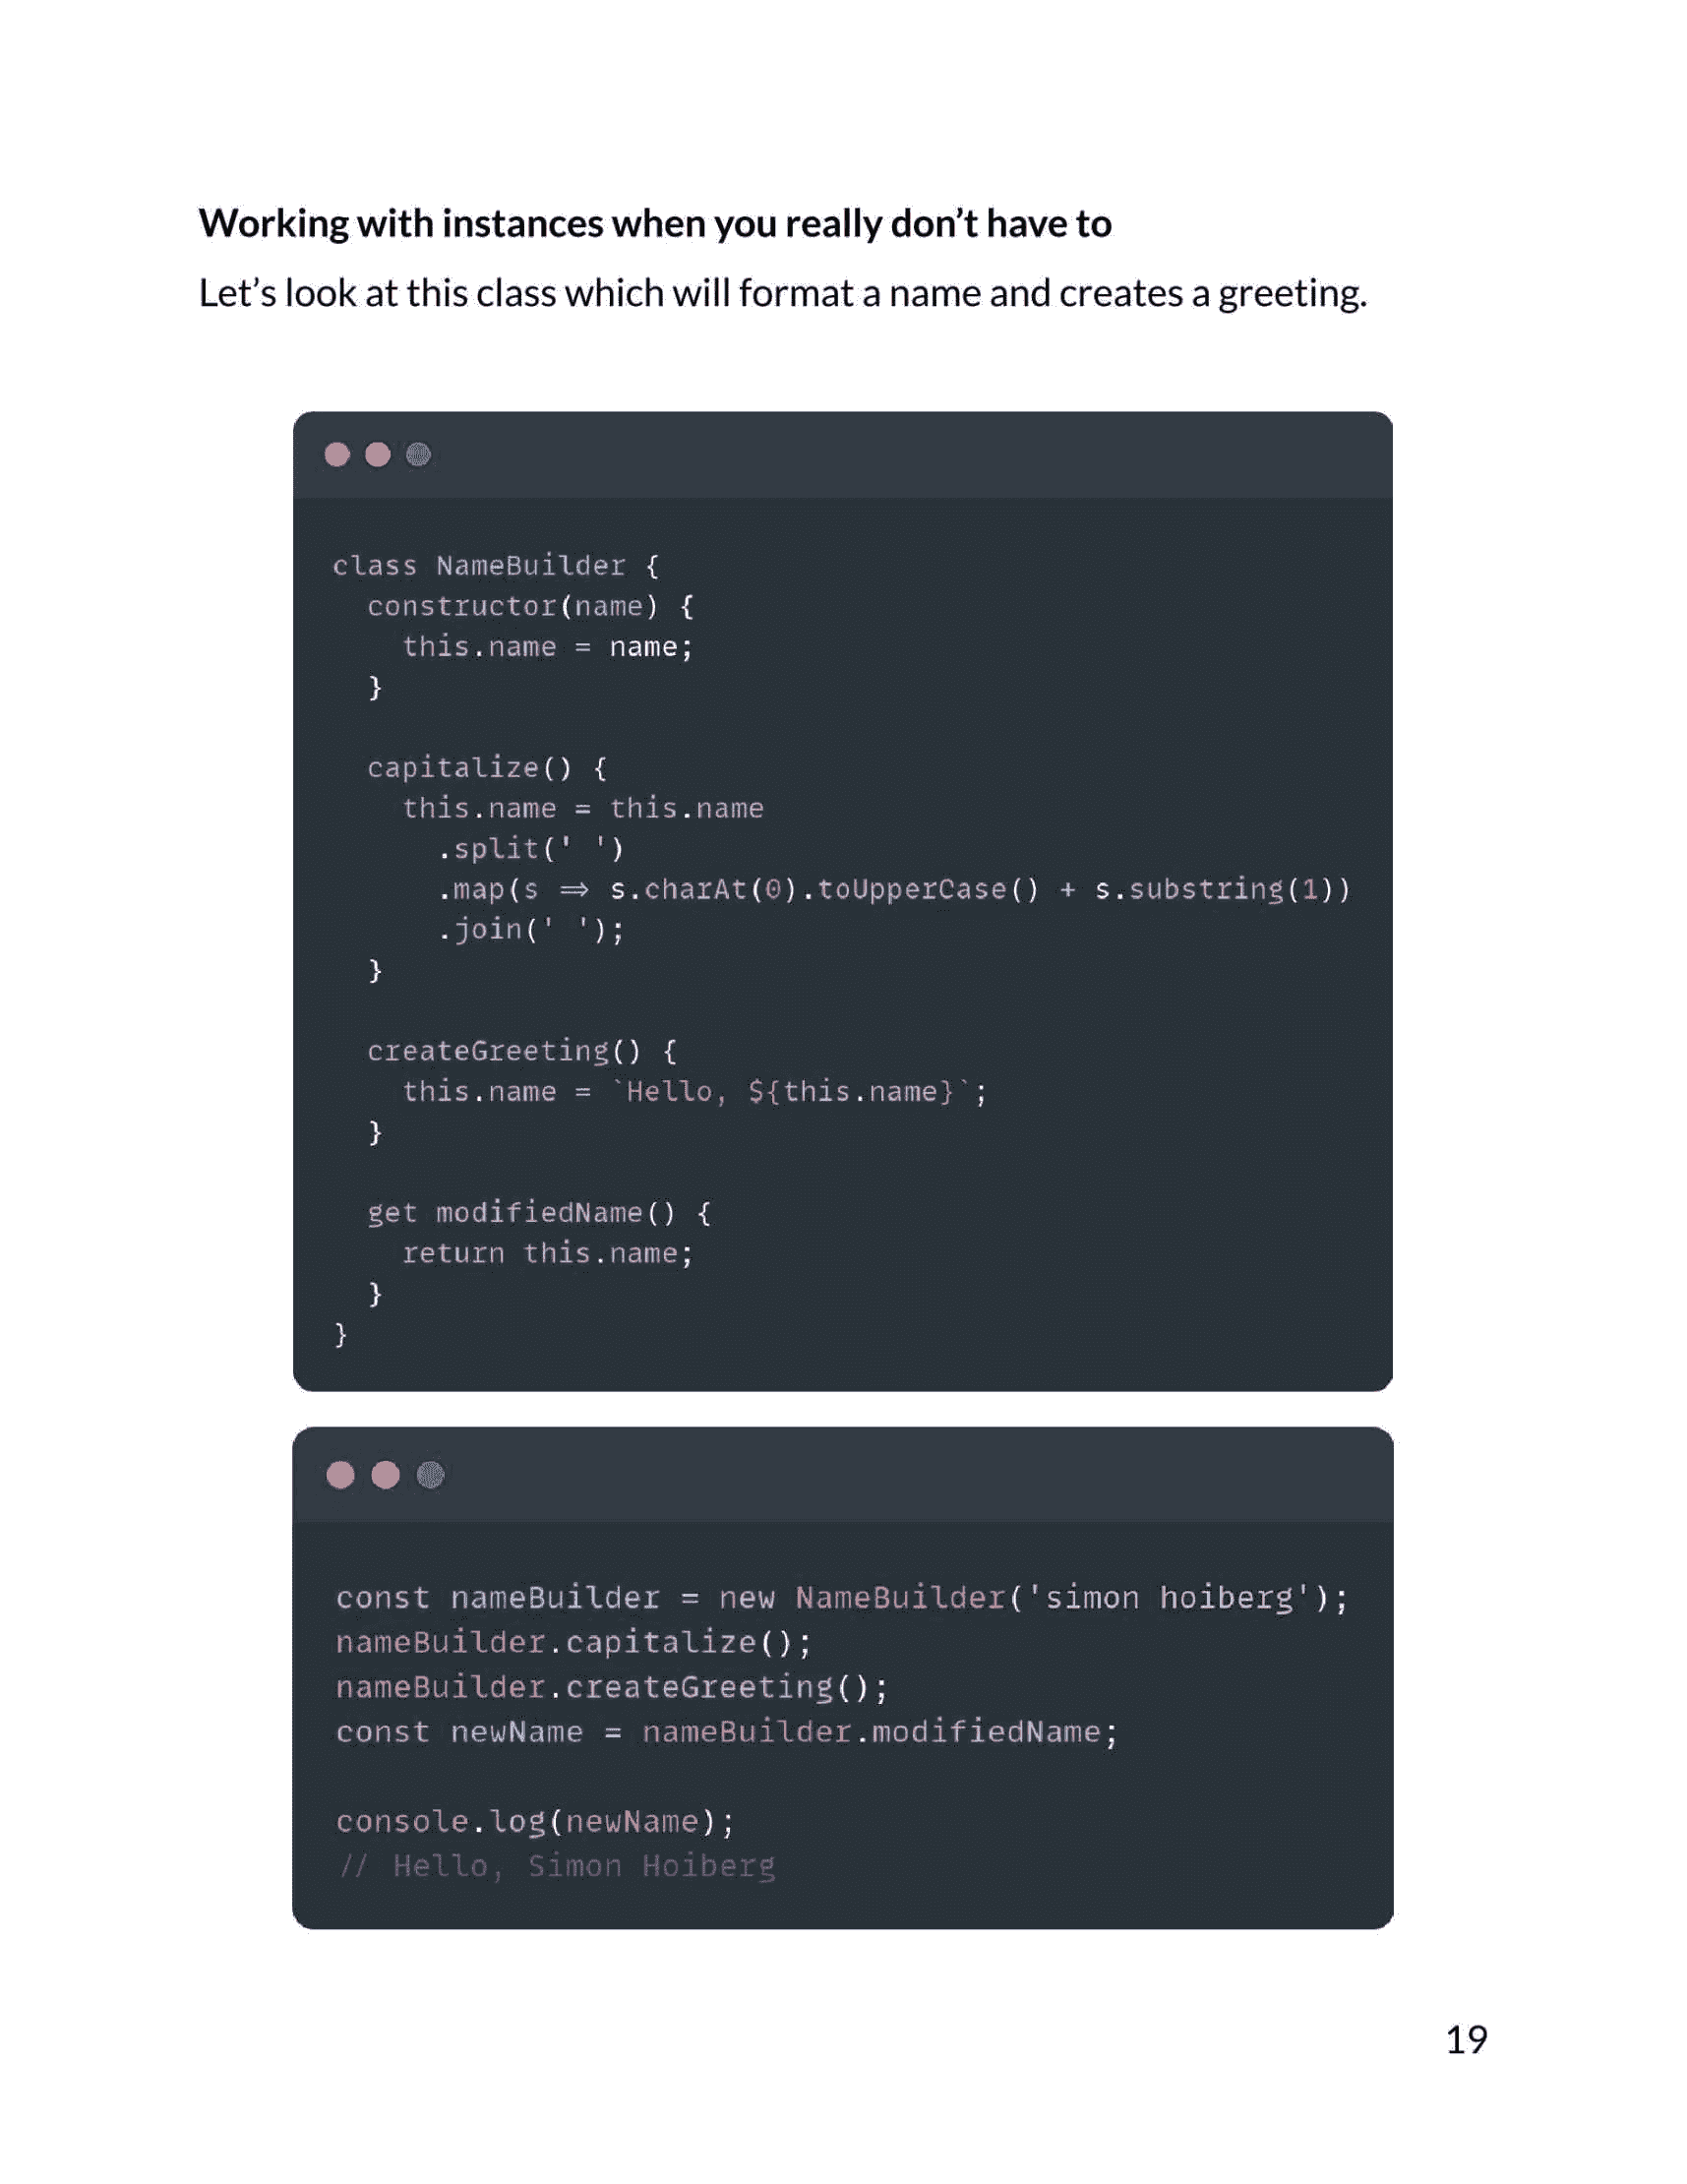 Working with instances when you really don’t have to
Let’s look at this class which will format a name and creates a greeting.
class NameBuilder {
  constructor(name) {
    this.name = name;
  }
  capitalize() {
    this.name = this.name
      .split(' ')
      .map(s ⇒ s.charAt(0).toUpperCase() + s.substring(1))
      .join(' ');
  }
  createGreeting() {
    this.name = `Hello, ${this.name}`;
  }
  get modifiedName() {
    return this.name;
  }
}
const nameBuilder = new NameBuilder('simon hoiberg');
nameBuilder.capitalize();
nameBuilder.createGreeting();
const newName = nameBuilder.modifiedName;
console.log(newName);
// Hello, Simon Hoiberg
19